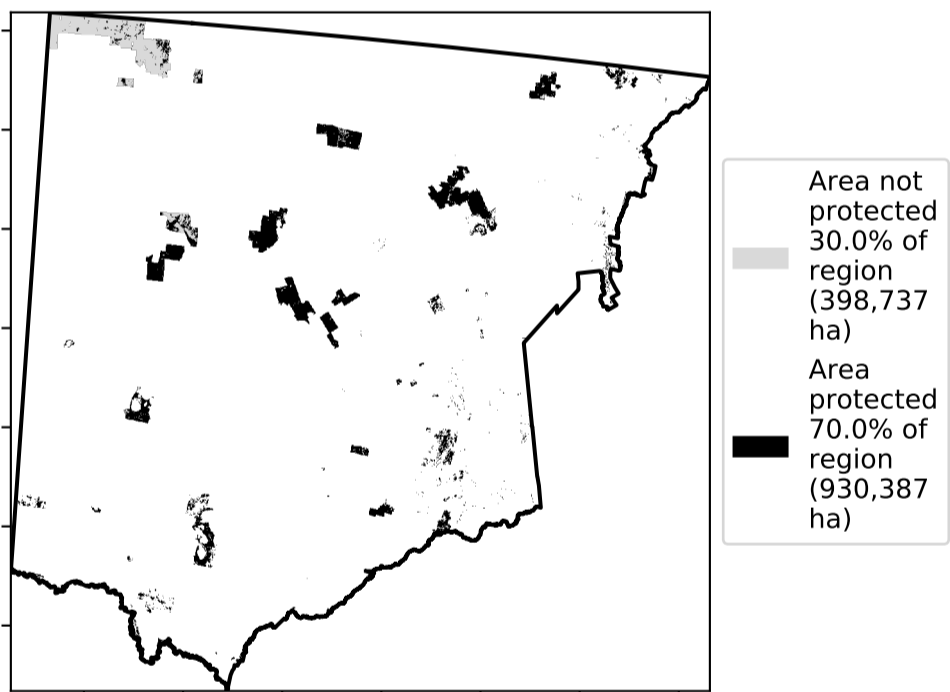 Area not
protected
30.0% of
region
(398,737
ha)
Area
protected
70.0% of
region
(930,387
ha)